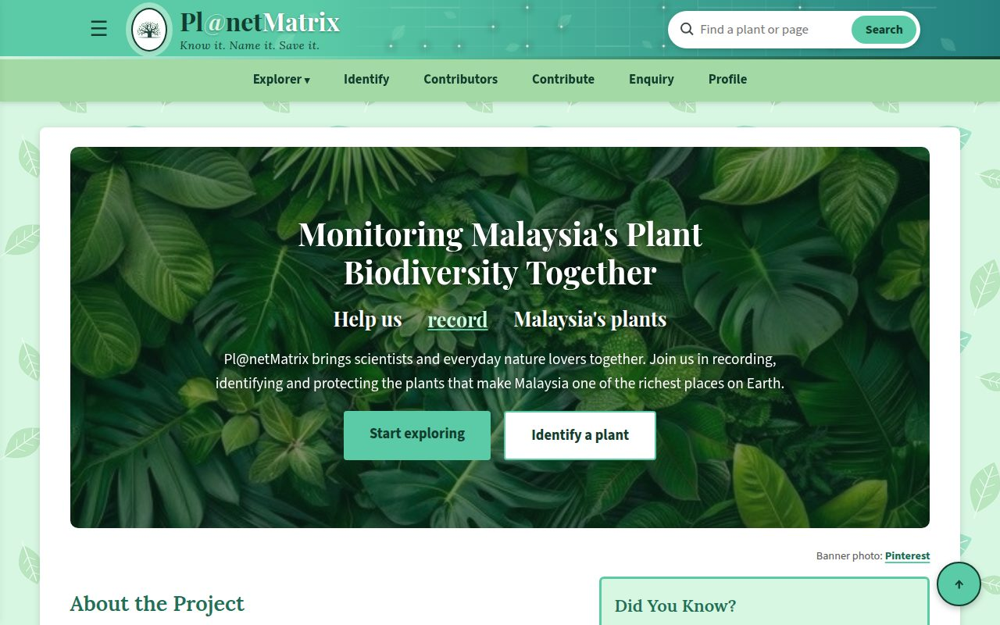 ☰
Pl@netMatrix
Know it. Name it. Save it.
Find a plant or page
Search
Explorer ▾
Identify
Contributors
Contribute
Enquiry
Profile
Monitoring Malaysia's Plant
Biodiversity Together
Help us record Malaysia's plants
Pl@netMatrix brings scientists and everyday nature lovers together. Join us in recording,
identifying and protecting the plants that make Malaysia one of the richest places on Earth.
Start exploring
Identify a plant
Banner photo: Pinterest
About the Project
Did You Know?